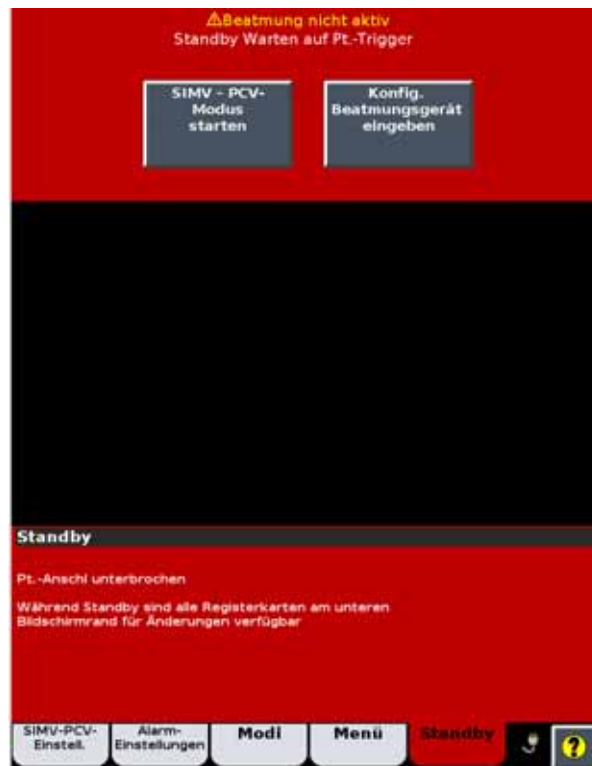 ⚠Beatmung nicht aktiv
Standby Warten auf Pt.-Trigger
SIMV - PCV-
Modus
starten
Konfig.
Beatmungsgerät
eingeben
Standby
Pt.-Anschl unterbrochen
Während Standby sind alle Registerkarten am unteren
Bildschirmrand für Änderungen verfügbar
SIMV-PCV-
Einstell.
Alarm-
Einstellungen
Modi
Menü
Standby
?